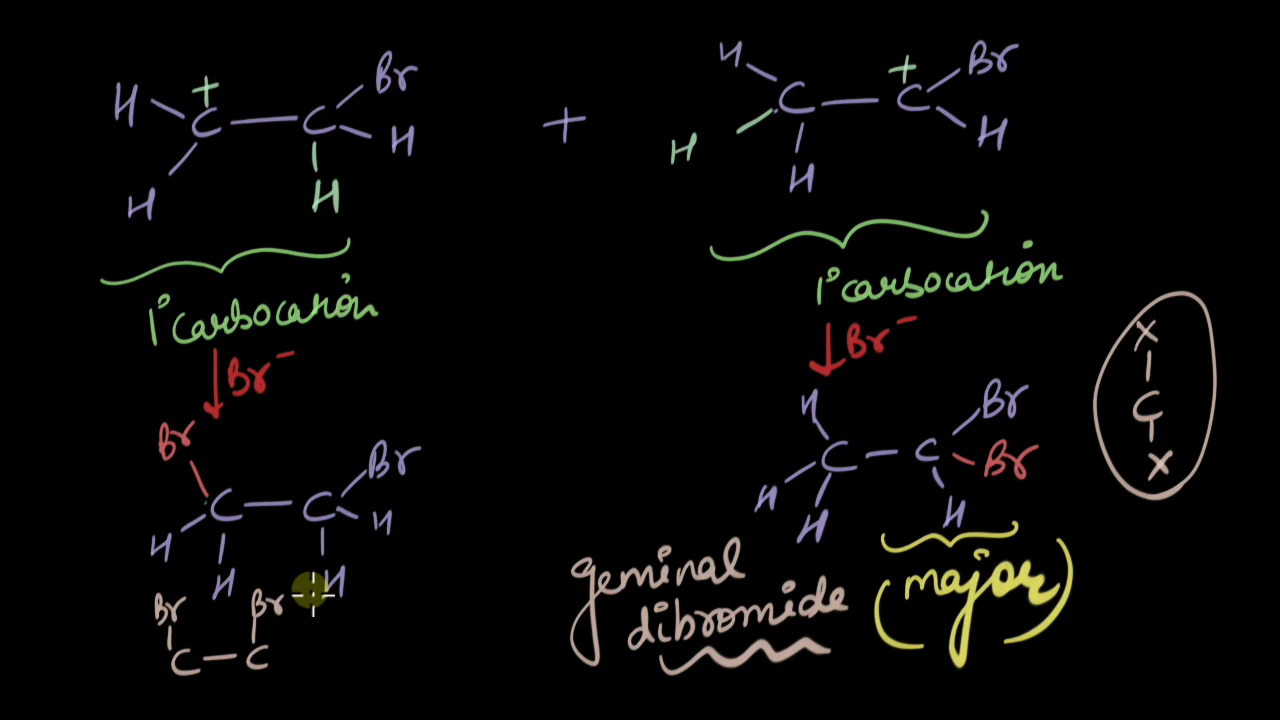 H + C C Br H H H
+
H H H C + C Br H
1° carbocation
1° carbocation
Br⁻
Br⁻
Br H H C C Br H H
H H H C C Br Br H
X
C
X
Br Br
C C
geminal
dibromide
(major)